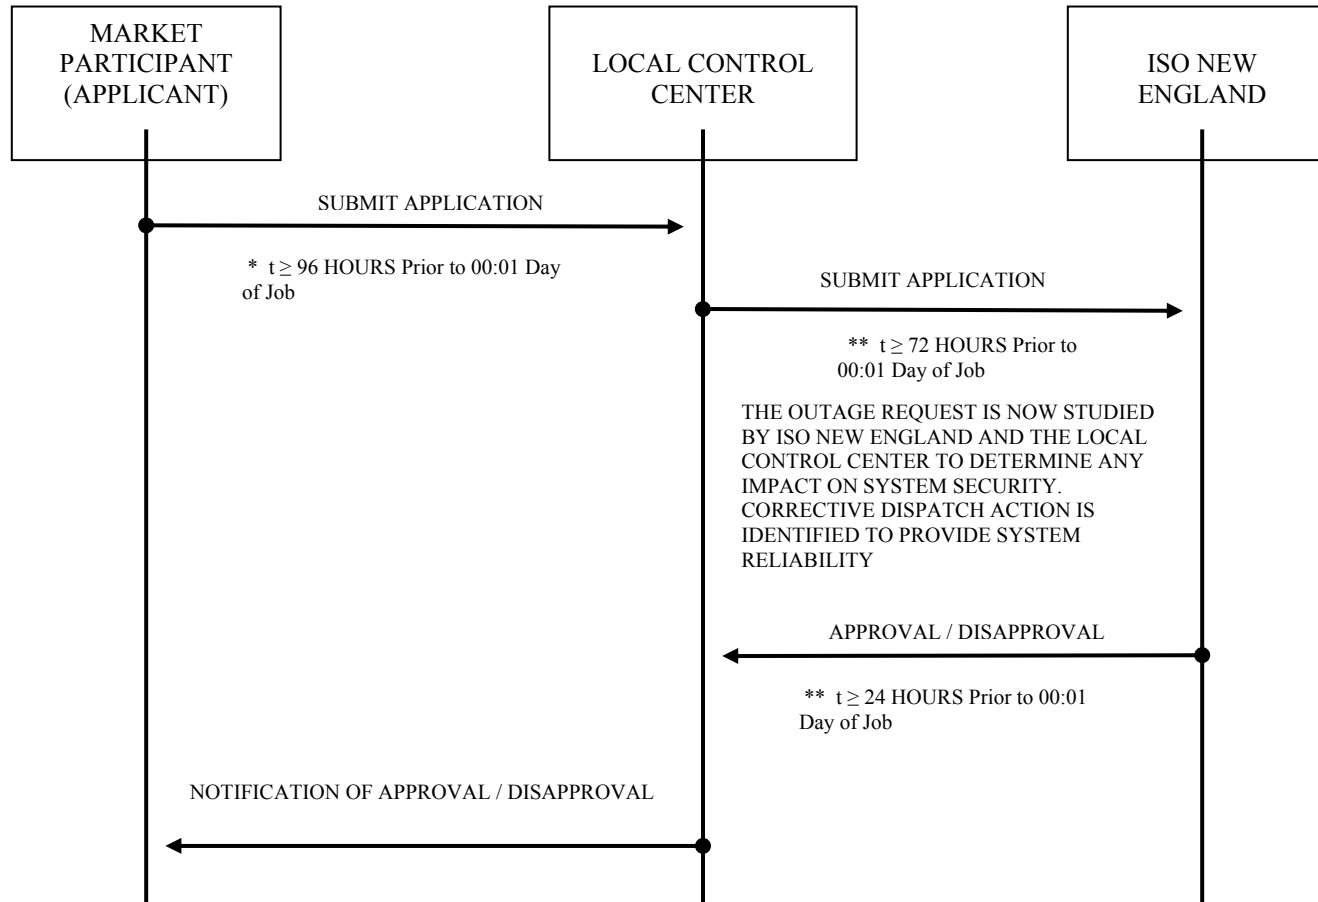 MARKET
PARTICIPANT
(APPLICANT)
LOCAL CONTROL
CENTER
ISO NEW
ENGLAND
SUBMIT APPLICATION
* t ≥ 96 HOURS Prior to 00:01 Day
of Job
SUBMIT APPLICATION
** t ≥ 72 HOURS Prior to
00:01 Day of Job
THE OUTAGE REQUEST IS NOW STUDIED
BY ISO NEW ENGLAND AND THE LOCAL
CONTROL CENTER TO DETERMINE ANY
IMPACT ON SYSTEM SECURITY.
CORRECTIVE DISPATCH ACTION IS
IDENTIFIED TO PROVIDE SYSTEM
RELIABILITY
APPROVAL / DISAPPROVAL
** t ≥ 24 HOURS Prior to 00:01
Day of Job
NOTIFICATION OF APPROVAL / DISAPPROVAL